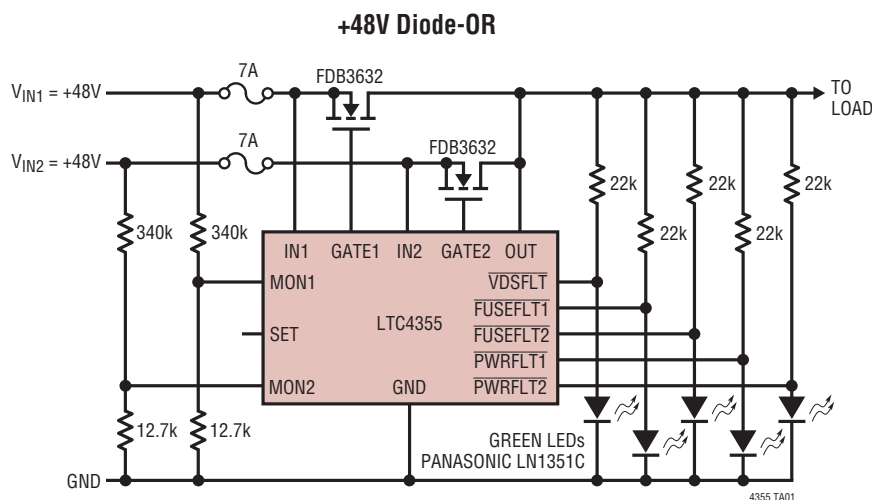 +48V Diode-OR
7A
FDB3632
VIN1 = +48V
TO
LOAD
7A
FDB3632
VIN2 = +48V
22k
22k
22k
340k
340k
22k
22k
IN1
GATE1
IN2
GATE2
OUT
MON1
VDSFLT
FUSEFLT1
LTC4355
SET
FUSEFLT2
PWRFLT1
MON2
GND
PWRFLT2
12.7k
12.7k
GREEN LEDs
PANASONIC LN1351C
GND
4355 TA01